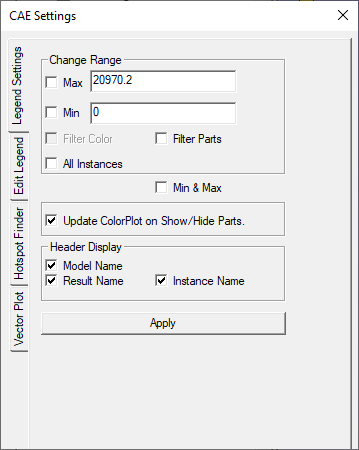 CAE Settings
Legend Settings
Edit Legend
Hotspot Finder
Vector Plot
Change Range
Max 20970.2
Min 0
Filter Color Filter Parts
All Instances
Min & Max
Update ColorPlot on Show/Hide Parts.
Header Display
Model Name
Result Name Instance Name
Apply